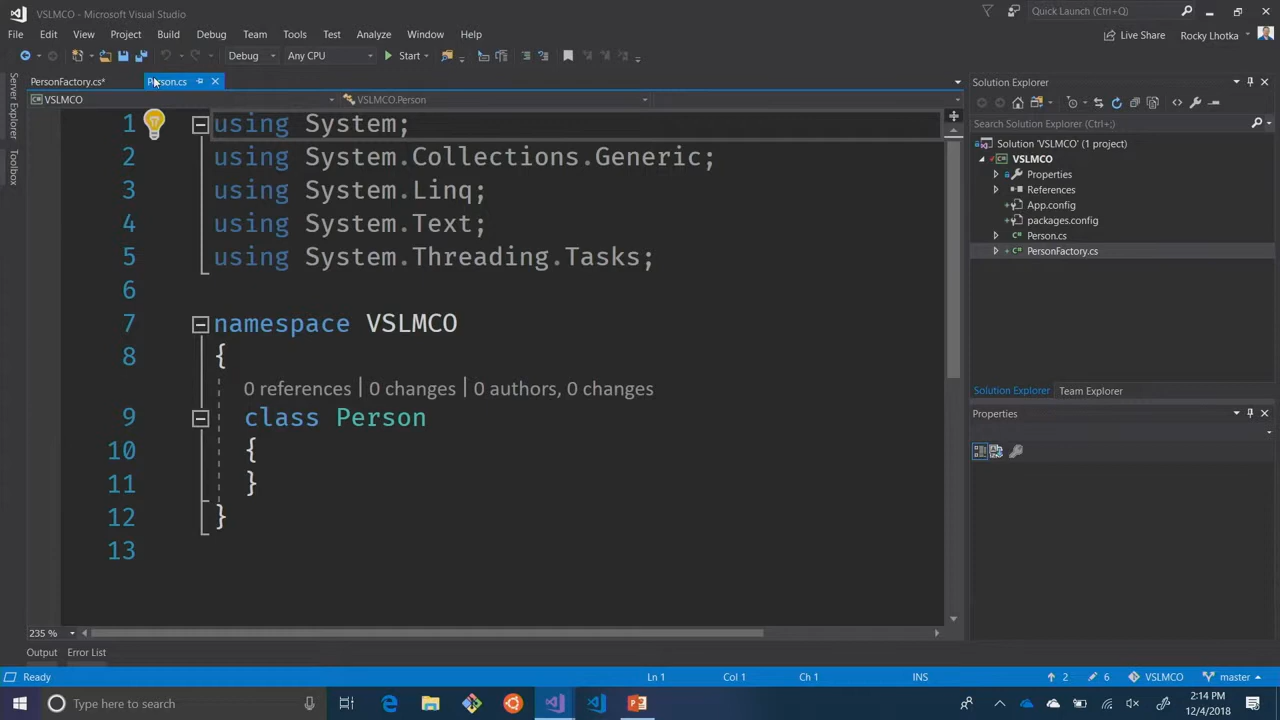 VSLMCO - Microsoft Visual Studio
Quick Launch (Ctrl+Q)
File Edit View Project Build Debug Team Tools Test Analyze Window Help
Live Share
Rocky Lhotka
Debug
Any CPU
Start
PersonFactory.cs*
Person.cs
VSLMCO
VSLMCO.Person
Server Explorer
Toolbox
1 using System;
2 using System.Collections.Generic;
3 using System.Linq;
4 using System.Text;
5 using System.Threading.Tasks;
6
7 namespace VSLMCO
8 {
0 references | 0 changes | 0 authors, 0 changes
9 class Person
10 {
11 }
12 }
13
235 %
Output Error List
Solution Explorer
Search Solution Explorer
Solution 'VSLMCO' (1 project)
VSLMCO
Properties
References
App.config
packages.config
Person.cs
PersonFactory.cs
Solution Explorer Team Explorer
Properties
Ready
Ln 1
Col 1
Ch 1
INS
2
6
VSLMCO
master
Type here to search
2:14 PM
12/4/2018